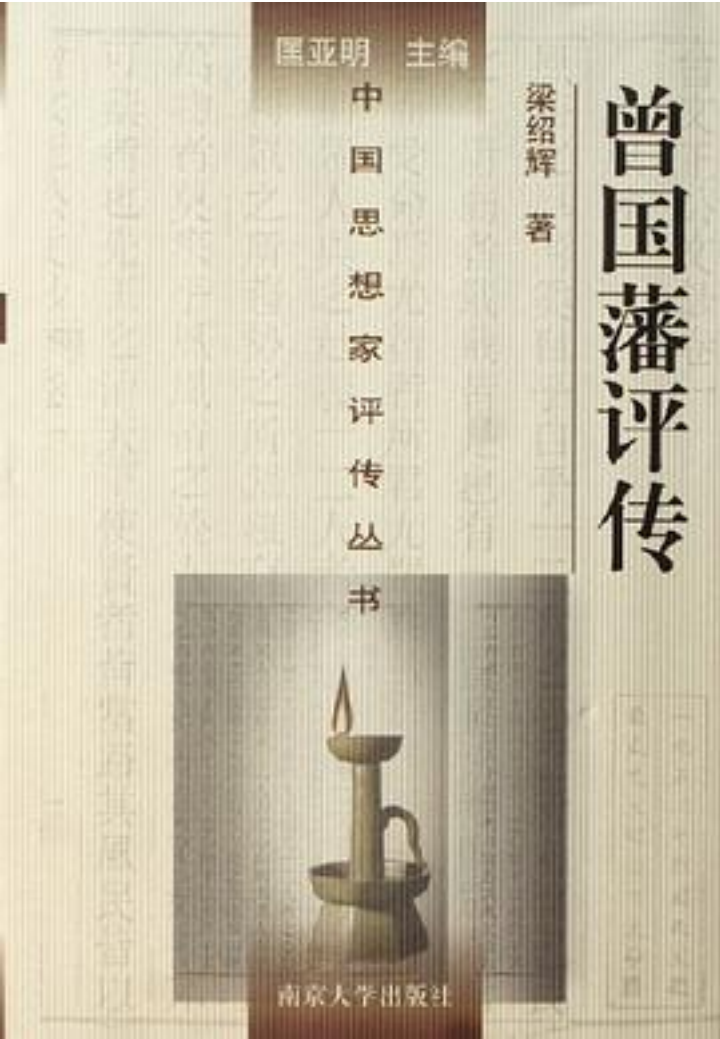 匡亚明 主编
曾国藩评传
梁绍辉 著
中国思想家评传丛书
南京大学出版社